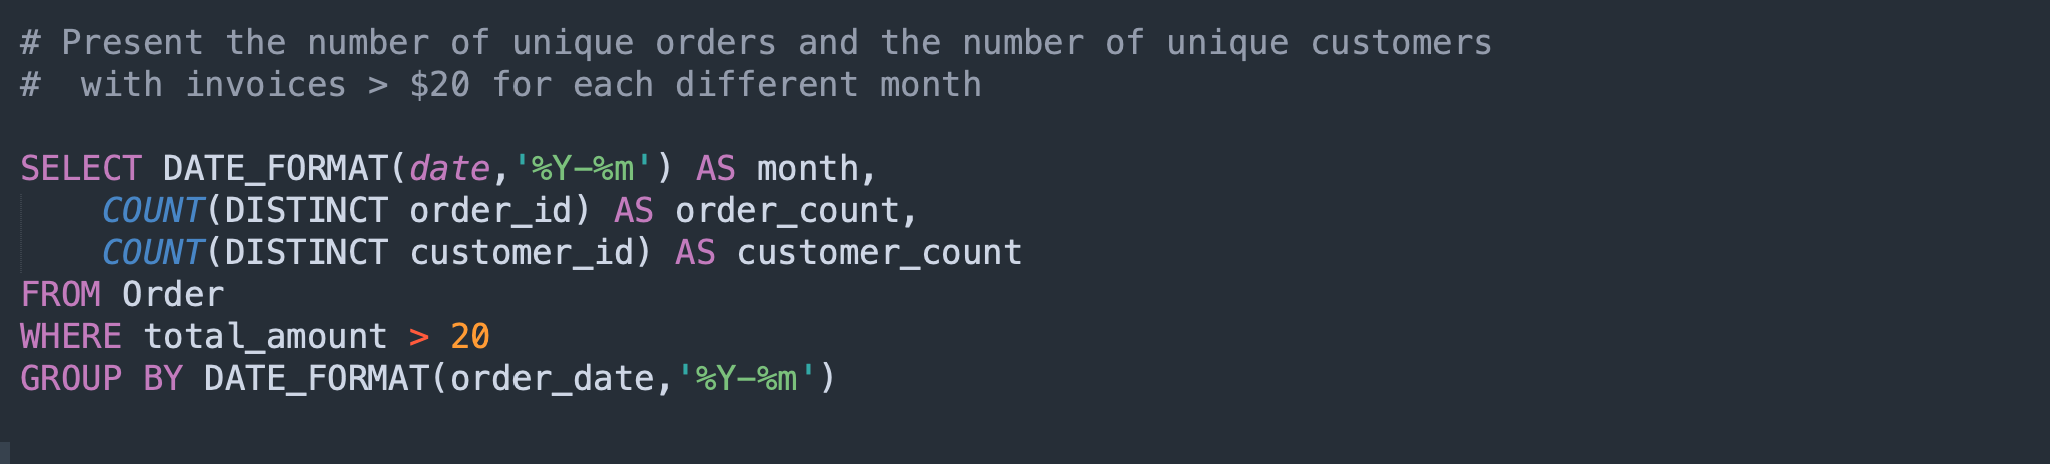 # Present the number of unique orders and the number of unique customers
#  with invoices > $20 for each different month
SELECT DATE_FORMAT(date,'%Y-%m') AS month,
    COUNT(DISTINCT order_id) AS order_count,
    COUNT(DISTINCT customer_id) AS customer_count
FROM Order
WHERE total_amount > 20
GROUP BY DATE_FORMAT(order_date,'%Y-%m')